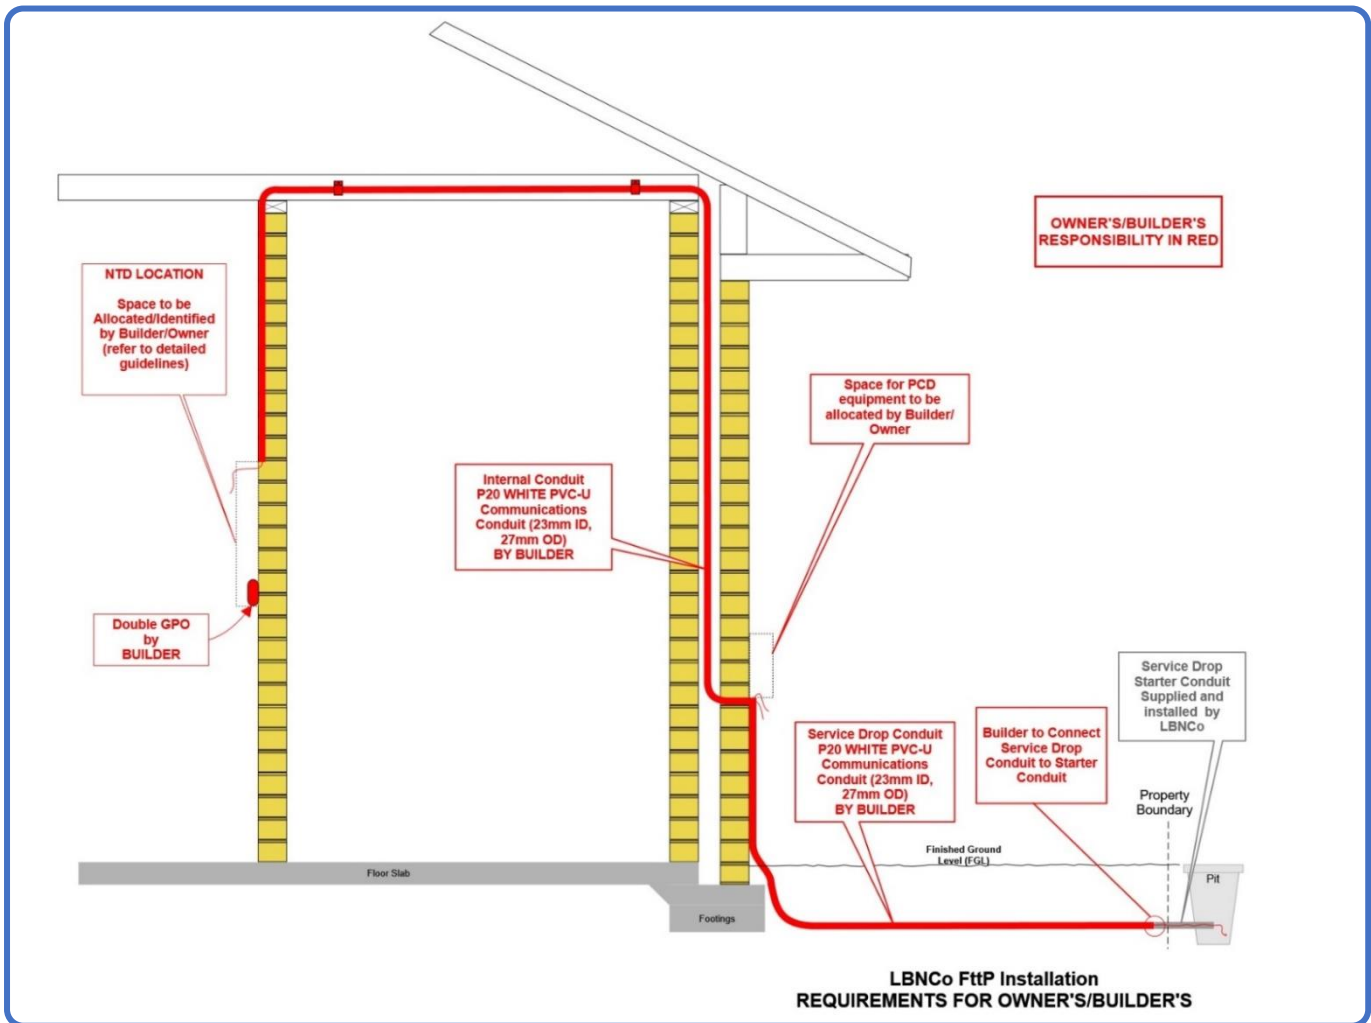 OWNER'S/BUILDER'S
RESPONSIBILITY IN RED
NTD LOCATION
Space to be
Allocated/Identified
by Builder/Owner
(refer to detailed
guidelines)
Space for PCD
equipment to be
allocated by Builder/
Owner
Internal Conduit
P20 WHITE PVC-U
Communications
Conduit (23mm ID,
27mm OD)
BY BUILDER
Double GPO
by
BUILDER
Service Drop
Starter Conduit
Supplied and
installed by
LBNCo
Service Drop Conduit
P20 WHITE PVC-U
Communications
Conduit (23mm ID,
27mm OD)
BY BUILDER
Builder to Connect
Service Drop
Conduit to Starter
Conduit
Property
Boundary
Finished Ground
Level (FGL)
Pit
Floor Slab
Footings
LBNCo FttP Installation
REQUIREMENTS FOR OWNER'S/BUILDER'S